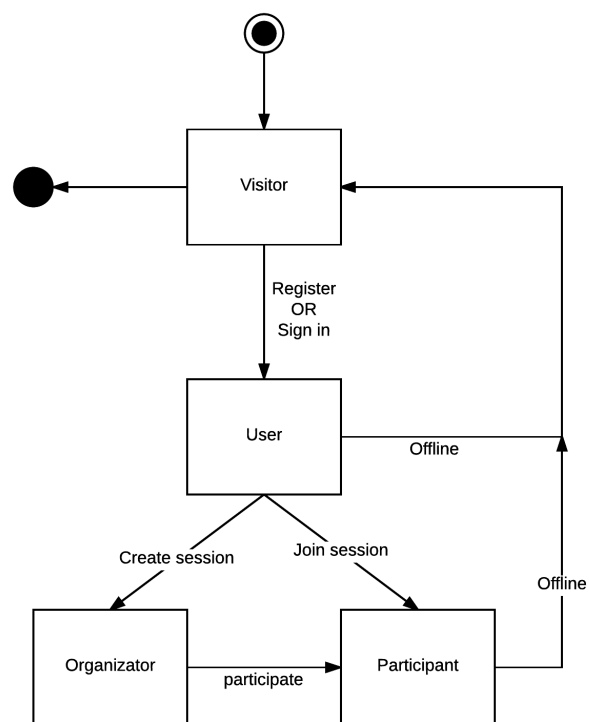 Visitor
Register
OR
Sign in
User
Offline
Create session
Join session
Offline
Organizator
participate
Participant